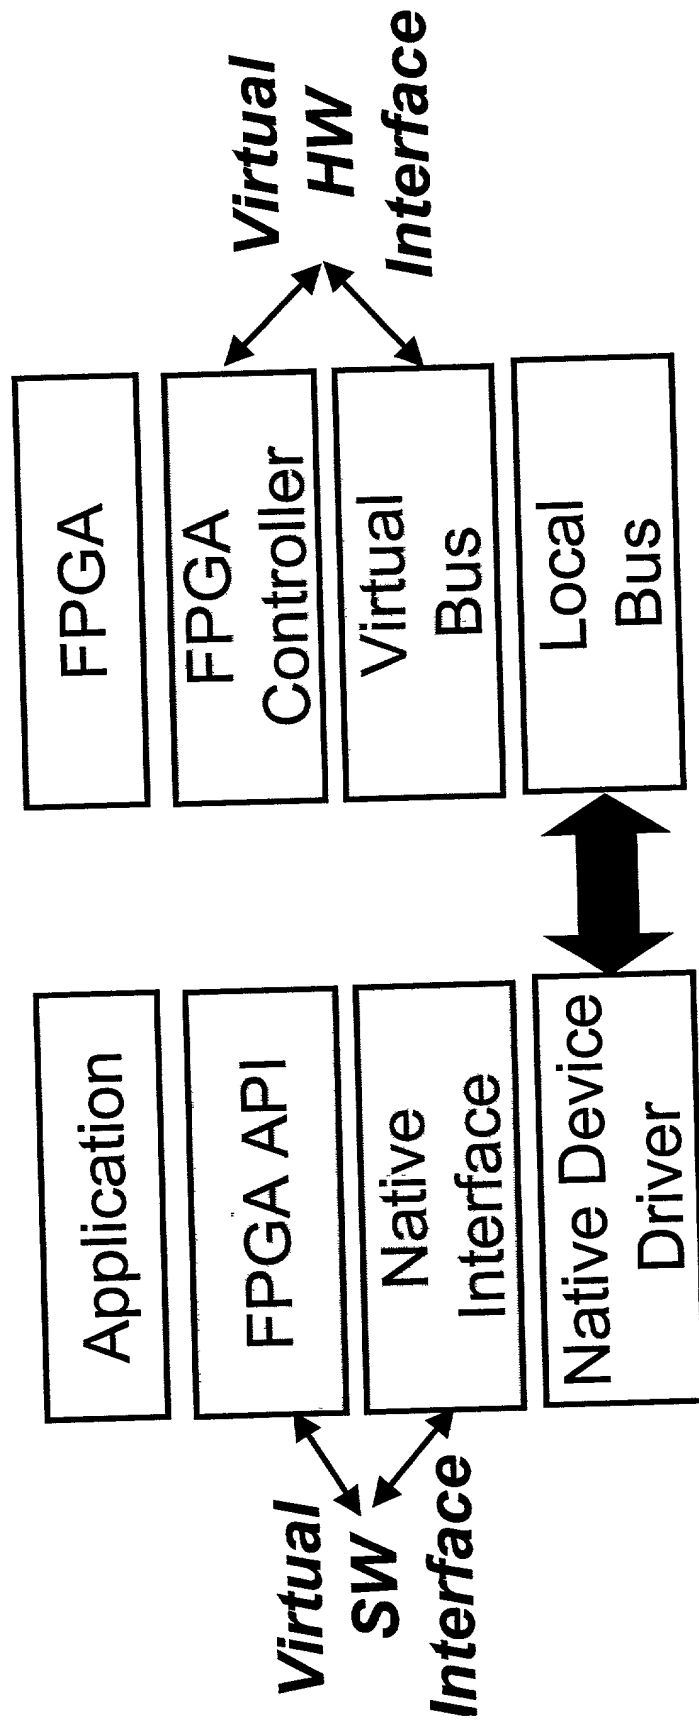 Virtual
SW
Interface
Application
FPGA API
Native
Interface
Native Device
Driver
FPGA
FPGA
Controller
Virtual
Bus
Local
Bus
Virtual
HW
Interface